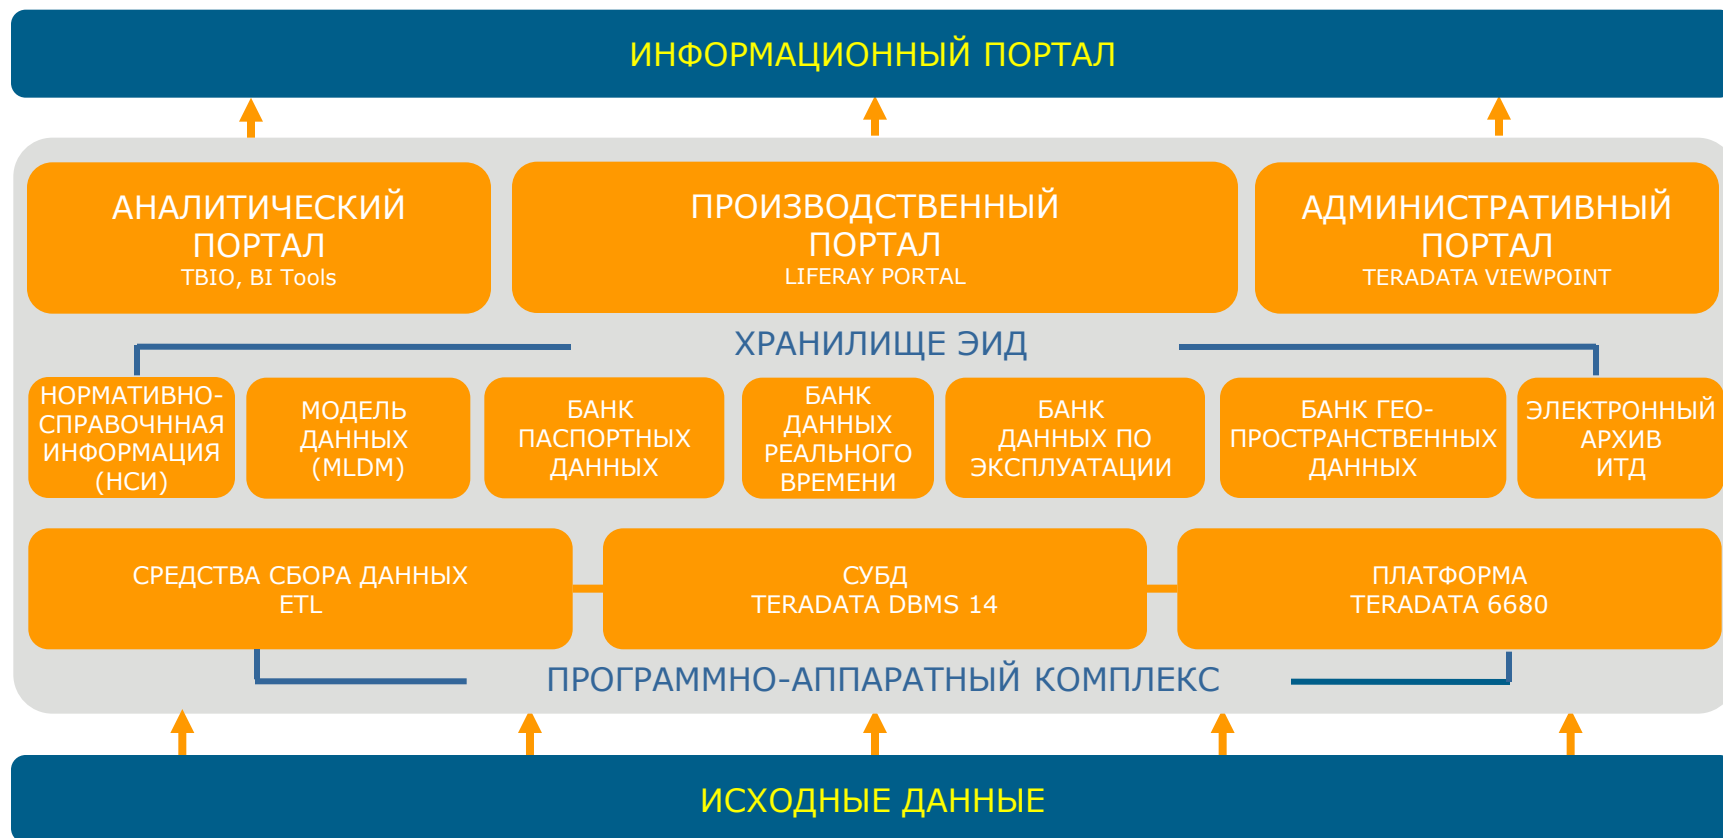 ИНФОРМАЦИОННЫЙ ПОРТАЛ
АНАЛИТИЧЕСКИЙ
ПОРТАЛ
TBIO, BI Tools
ПРОИЗВОДСТВЕННЫЙ
ПОРТАЛ
LIFERAY PORTAL
АДМИНИСТРАТИВНЫЙ
ПОРТАЛ
TERADATA VIEWPOINT
ХРАНИЛИЩЕ ЭИД
НОРМАТИВНО-
СПРАВОЧННАЯ
ИНФОРМАЦИЯ
(НСИ)
МОДЕЛЬ
ДАННЫХ
(MLDM)
БАНК
ПАСПОРТНЫХ
ДАННЫХ
БАНК
ДАННЫХ
РЕАЛЬНОГО
ВРЕМЕНИ
БАНК
ДАННЫХ ПО
ЭКСПЛУАТАЦИИ
БАНК ГЕО-
ПРОСТРАНСТВЕННЫХ
ДАННЫХ
ЭЛЕКТРОННЫЙ
АРХИВ
ИТД
СРЕДСТВА СБОРА ДАННЫХ
ETL
СУБД
TERADATA DBMS 14
ПЛАТФОРМА
TERADATA 6680
ПРОГРАММНО-АППАРАТНЫЙ КОМПЛЕКС
ИСХОДНЫЕ ДАННЫЕ